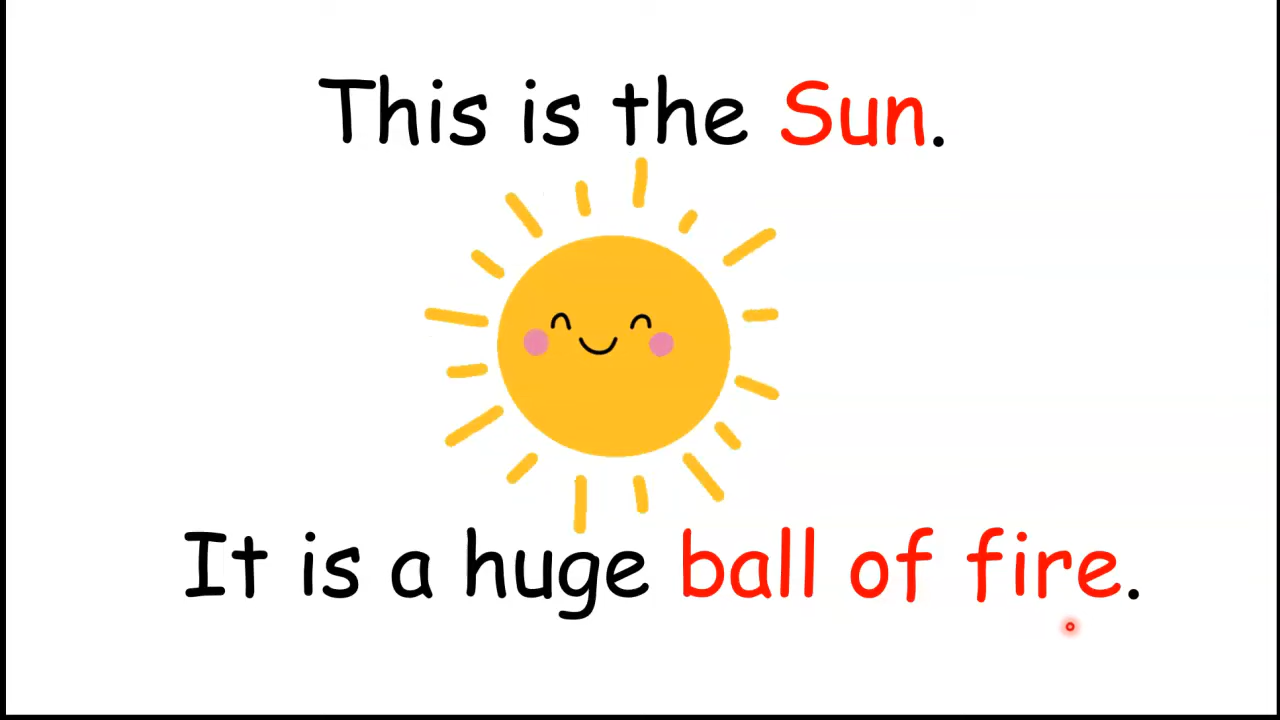 This is the Sun.
It is a huge ball of fire.